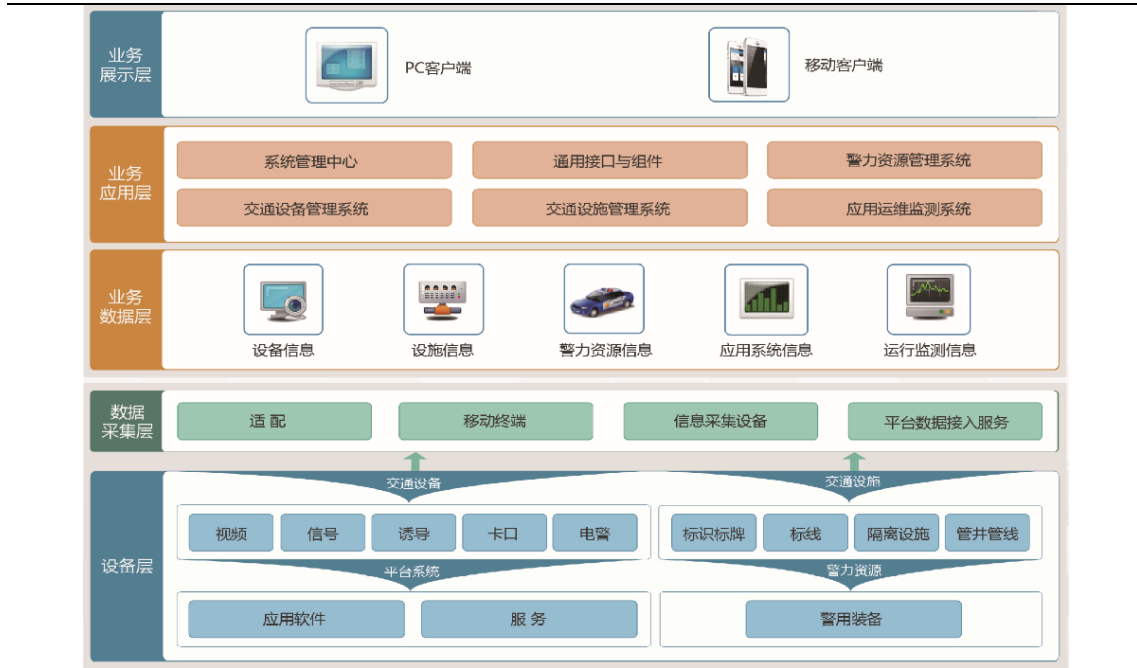 业务
展示层
PC客户端
移动客户端
业务
应用层
系统管理中心
通用接口与组件
警力资源管理系统
交通设备管理系统
交通设施管理系统
应用运维监测系统
业务
数据层
设备信息
设施信息
警力资源信息
应用系统信息
运行监测信息
数据
采集层
适 配
移动终端
信息采集设备
平台数据接入服务
设备层
交通设备
交通设施
视频
信号
诱导
卡口
电警
标识标牌
标线
隔离设施
管井管线
平台系统
警力资源
应用软件
服 务
警用装备